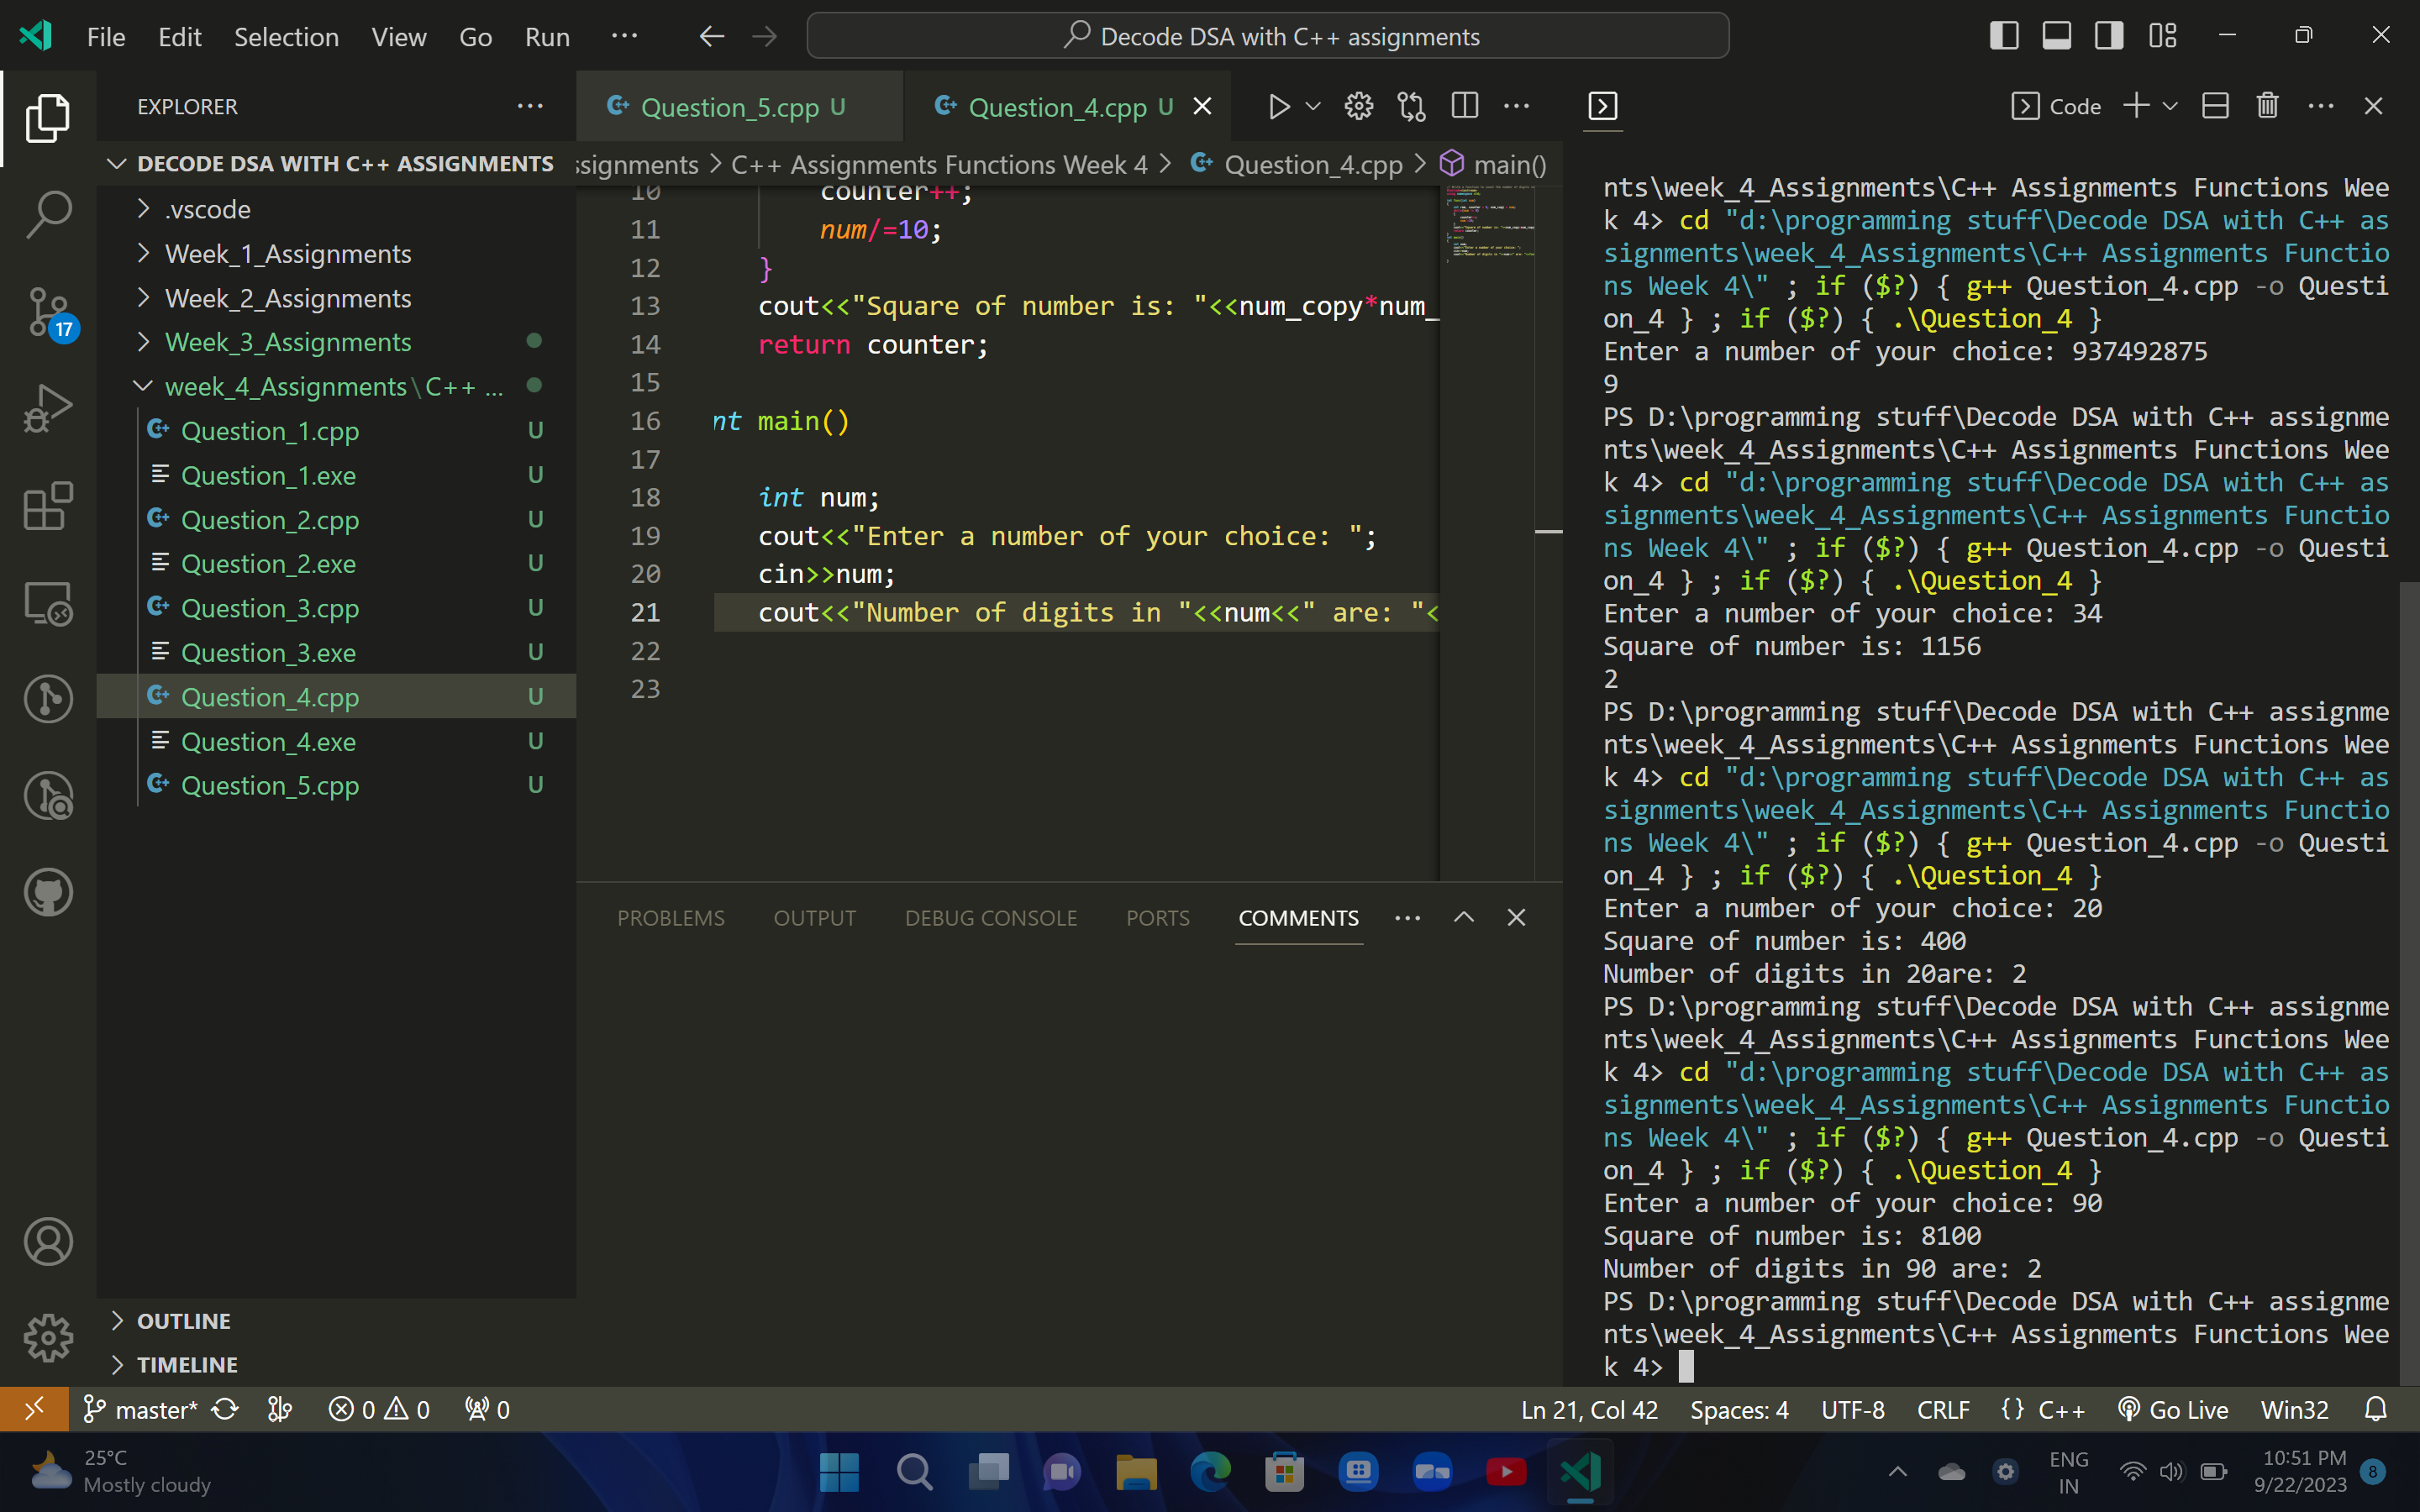 File Edit Selection View Go Run ···
Decode DSA with C++ assignments
EXPLORER
DECODE DSA WITH C++ ASSIGNMENTS
.vscode
Week_1_Assignments
Week_2_Assignments
Week_3_Assignments
week_4_Assignments\C++ ...
Question_1.cpp U
Question_1.exe U
Question_2.cpp U
Question_2.exe U
Question_3.cpp U
Question_3.exe U
Question_4.cpp U
Question_4.exe U
Question_5.cpp U
OUTLINE
TIMELINE
17
Question_5.cpp U
Question_4.cpp U
ssignments > C++ Assignments Functions Week 4 > Question_4.cpp > main()
10 counter++;
11 num/=10;
12 }
13 cout<<"Square of number is: "<<num_copy*num_
14 return counter;
15
16 nt main()
17
18 int num;
19 cout<<"Enter a number of your choice: ";
20 cin>>num;
21 cout<<"Number of digits in "<<num<<" are: "<
22
23
PROBLEMS OUTPUT DEBUG CONSOLE PORTS COMMENTS ···
Code
nts\week_4_Assignments\C++ Assignments Functions Wee
k 4> cd "d:\programming stuff\Decode DSA with C++ as
signments\week_4_Assignments\C++ Assignments Functio
ns Week 4\" ; if ($?) { g++ Question_4.cpp -o Questi
on_4 } ; if ($?) { .\Question_4 }
Enter a number of your choice: 937492875
9
PS D:\programming stuff\Decode DSA with C++ assignme
nts\week_4_Assignments\C++ Assignments Functions Wee
k 4> cd "d:\programming stuff\Decode DSA with C++ as
signments\week_4_Assignments\C++ Assignments Functio
ns Week 4\" ; if ($?) { g++ Question_4.cpp -o Questi
on_4 } ; if ($?) { .\Question_4 }
Enter a number of your choice: 34
Square of number is: 1156
2
PS D:\programming stuff\Decode DSA with C++ assignme
nts\week_4_Assignments\C++ Assignments Functions Wee
k 4> cd "d:\programming stuff\Decode DSA with C++ as
signments\week_4_Assignments\C++ Assignments Functio
ns Week 4\" ; if ($?) { g++ Question_4.cpp -o Questi
on_4 } ; if ($?) { .\Question_4 }
Enter a number of your choice: 20
Square of number is: 400
Number of digits in 20are: 2
PS D:\programming stuff\Decode DSA with C++ assignme
nts\week_4_Assignments\C++ Assignments Functions Wee
k 4> cd "d:\programming stuff\Decode DSA with C++ as
signments\week_4_Assignments\C++ Assignments Functio
ns Week 4\" ; if ($?) { g++ Question_4.cpp -o Questi
on_4 } ; if ($?) { .\Question_4 }
Enter a number of your choice: 90
Square of number is: 8100
Number of digits in 90 are: 2
PS D:\programming stuff\Decode DSA with C++ assignme
nts\week_4_Assignments\C++ Assignments Functions Wee
k 4>
master* 0 0 0 Ln 21, Col 42 Spaces: 4 UTF-8 CRLF {} C++ Go Live Win32
25°C
Mostly cloudy
ENG
IN
10:51 PM
9/22/2023
8